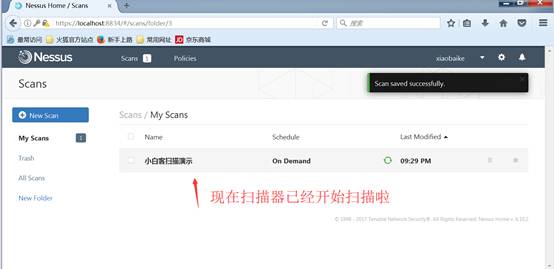 Nessus Home / My Scans
https://localhost:8834/#/scans/folder/3
搜索
最常访问 火狐官方站点 新手上路 常用网址 JD 京东商城
Nessus Scans 1 Policies xiaobaike
Scans
Scan saved successfully.
New Scan
Scans / My Scans
My Scans 1
Name Schedule Last Modified
Trash
小白客扫描演示 On Demand 09:29 PM
All Scans
New Folder
现在扫描器已经开始扫描啦
© 1998 - 2017 Tenable Network Security®. All Rights Reserved. Nessus Home v. 6.10.2